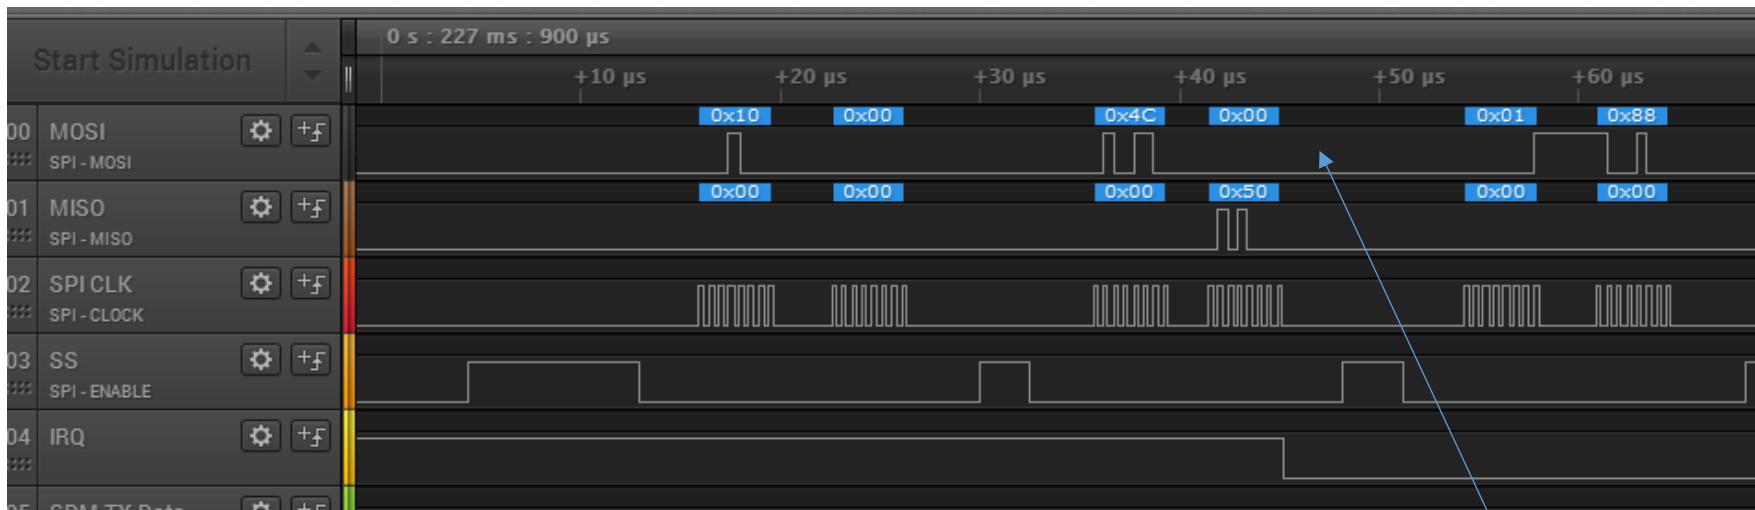 Start Simulation
0 s : 227 ms : 900 µs
+10 µs +20 µs +30 µs +40 µs +50 µs +60 µs
00 MOSI
SPI - MOSI
0x10 0x00 0x4C 0x00 0x01 0x88
01 MISO
SPI - MISO
0x00 0x00 0x00 0x50 0x00 0x00
02 SPI CLK
SPI - CLOCK
03 SS
SPI - ENABLE
04 IRQ